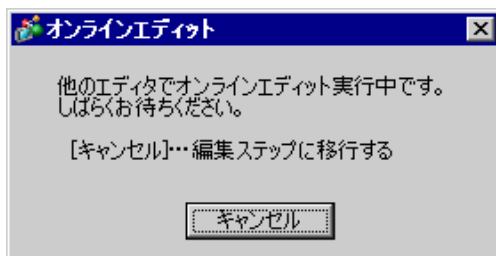 オンラインエディット
他のエディタでオンラインエディット実行中です。
しばらくお待ちください。
[キャンセル]…編集ステップに移行する
キャンセル